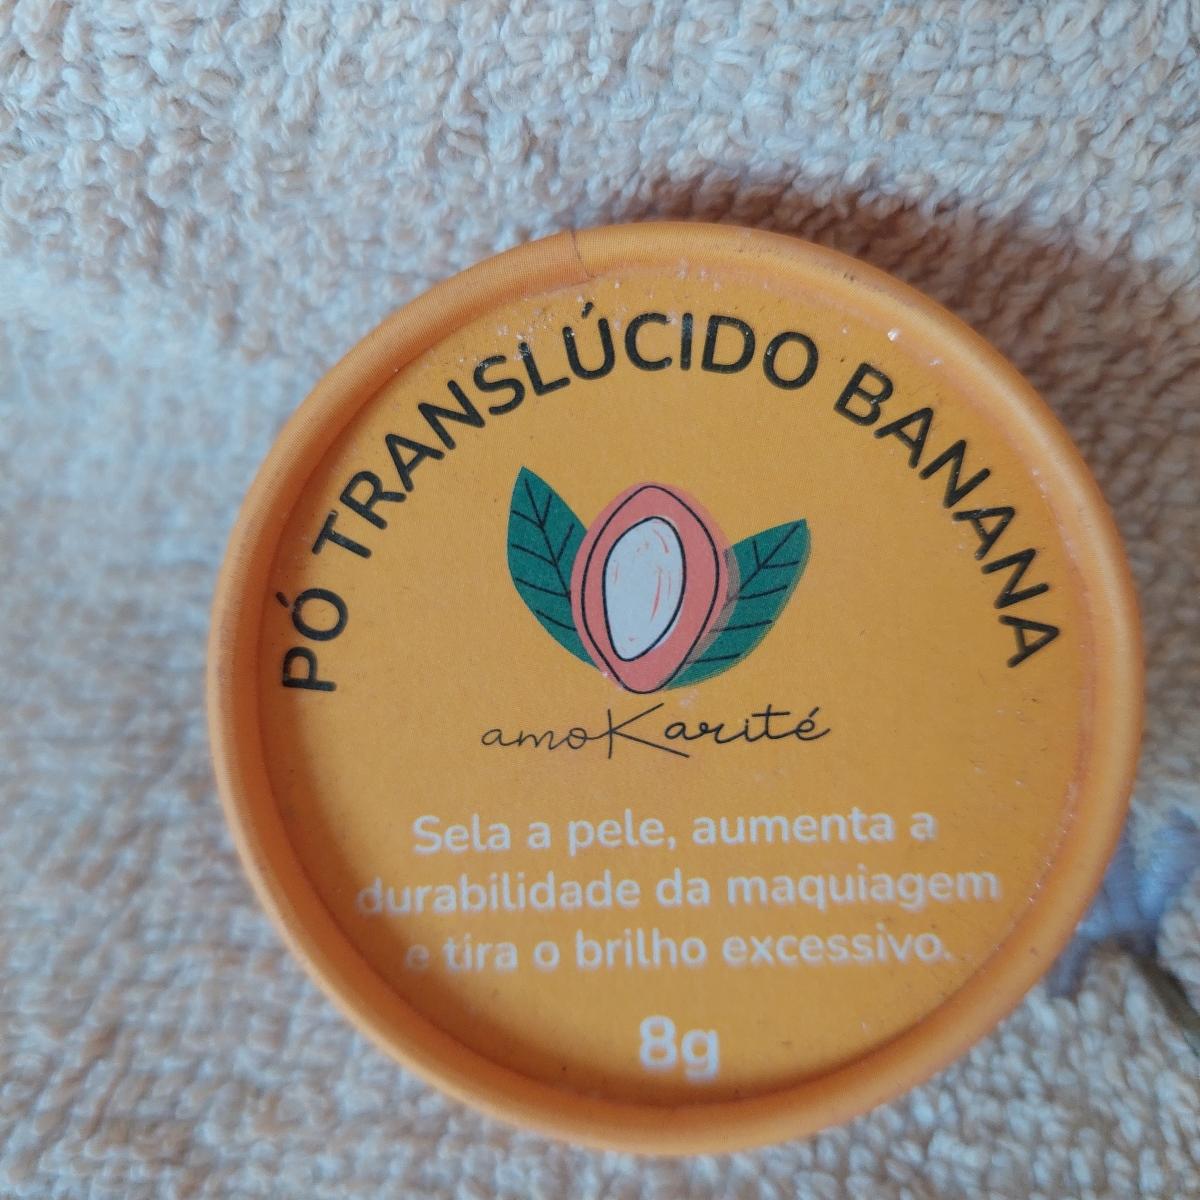 PÓ TRANSLÚCIDO BANANA
amoKarité
Sela a pele, aumenta a
durabilidade da maquiagem
e tira o brilho excessivo.
8g